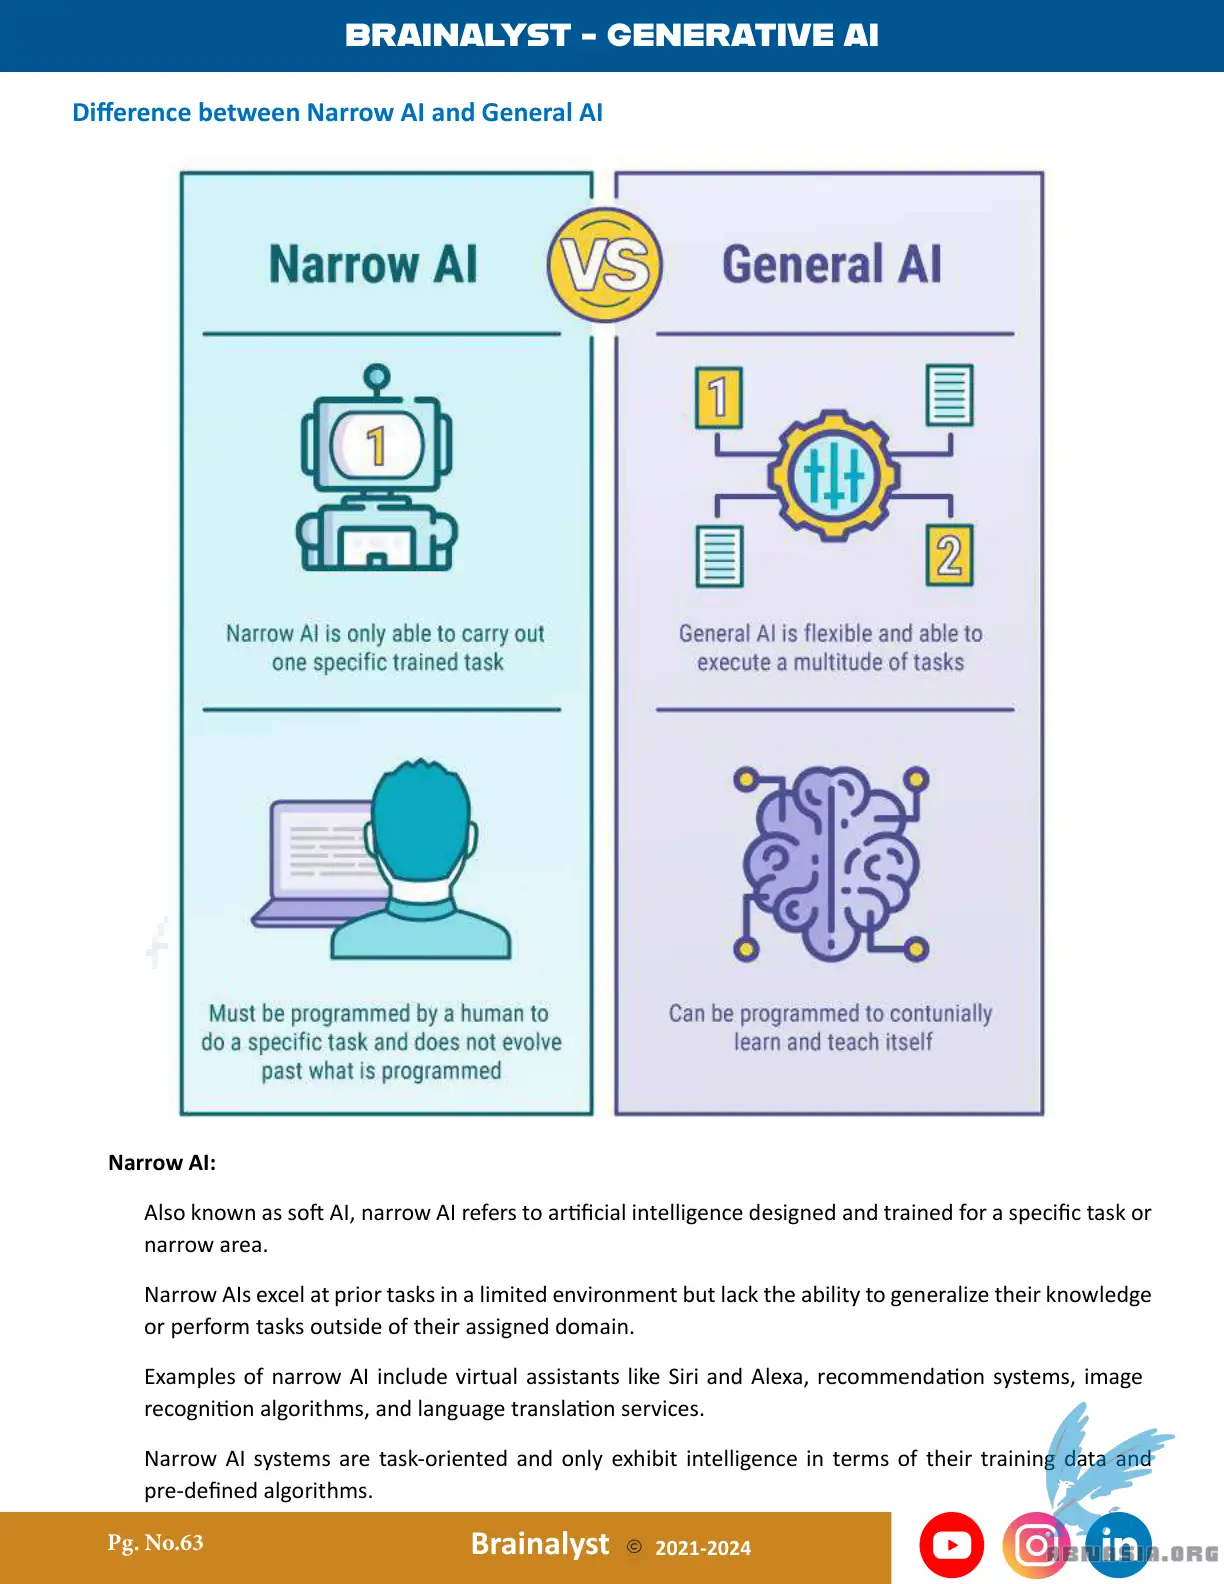 BRAINALYST - GENERATIVE AI
Difference between Narrow AI and General AI
Narrow AI
VS
General AI
1
1
2
Narrow AI is only able to carry out
one specific trained task
General AI is flexible and able to
execute a multitude of tasks
Must be programmed by a human to
do a specific task and does not evolve
past what is programmed
Can be programmed to contunially
learn and teach itself
Narrow AI:
Also known as soft AI, narrow AI refers to artificial intelligence designed and trained for a specific task or
narrow area.
Narrow AIs excel at prior tasks in a limited environment but lack the ability to generalize their knowledge
or perform tasks outside of their assigned domain.
Examples of narrow AI include virtual assistants like Siri and Alexa, recommendation systems, image
recognition algorithms, and language translation services.
Narrow AI systems are task-oriented and only exhibit intelligence in terms of their training data and
pre-defined algorithms.
Pg. No.63
Brainalyst © 2021-2024
in
ABNASIA.ORG